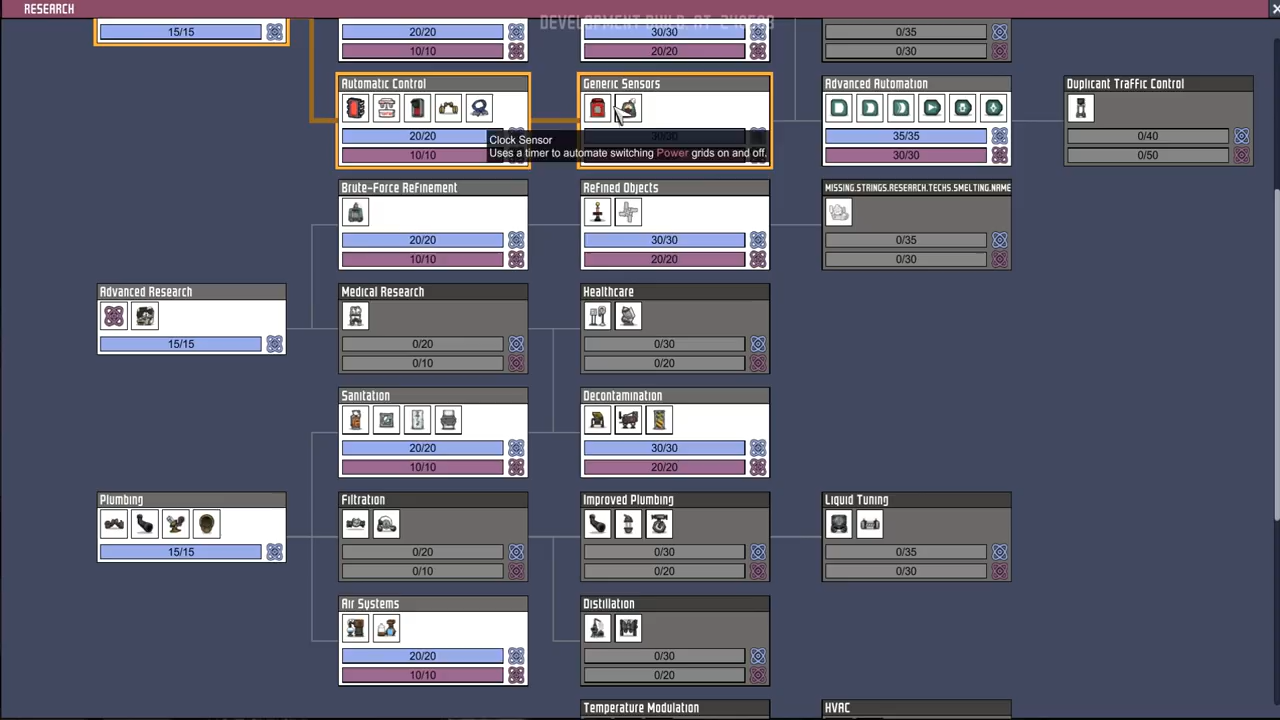 RESEARCH
DEVELOPMENT BUILD: AT-240503
15/15
20/20
30/30
0/35
10/10
20/20
0/30
Automatic Control
Generic Sensors
Advanced Automation
Duplicant Traffic Control
20/20
30/30
35/35
0/40
Clock Sensor
10/10
30/30
0/50
Uses a timer to automate switching Power grids on and off.
Brute-Force Refinement
Refined Objects
MISSING.STRINGS.RESEARCH.TECHS.SMELTING.NAME
20/20
30/30
0/35
10/10
20/20
0/30
Advanced Research
Medical Research
Healthcare
15/15
0/20
0/30
0/10
0/20
Sanitation
Decontamination
20/20
30/30
10/10
20/20
Plumbing
Filtration
Improved Plumbing
Liquid Tuning
15/15
0/20
0/30
0/35
0/10
0/20
0/30
Air Systems
Distillation
20/20
0/30
10/10
0/20
Temperature Modulation
HVAC